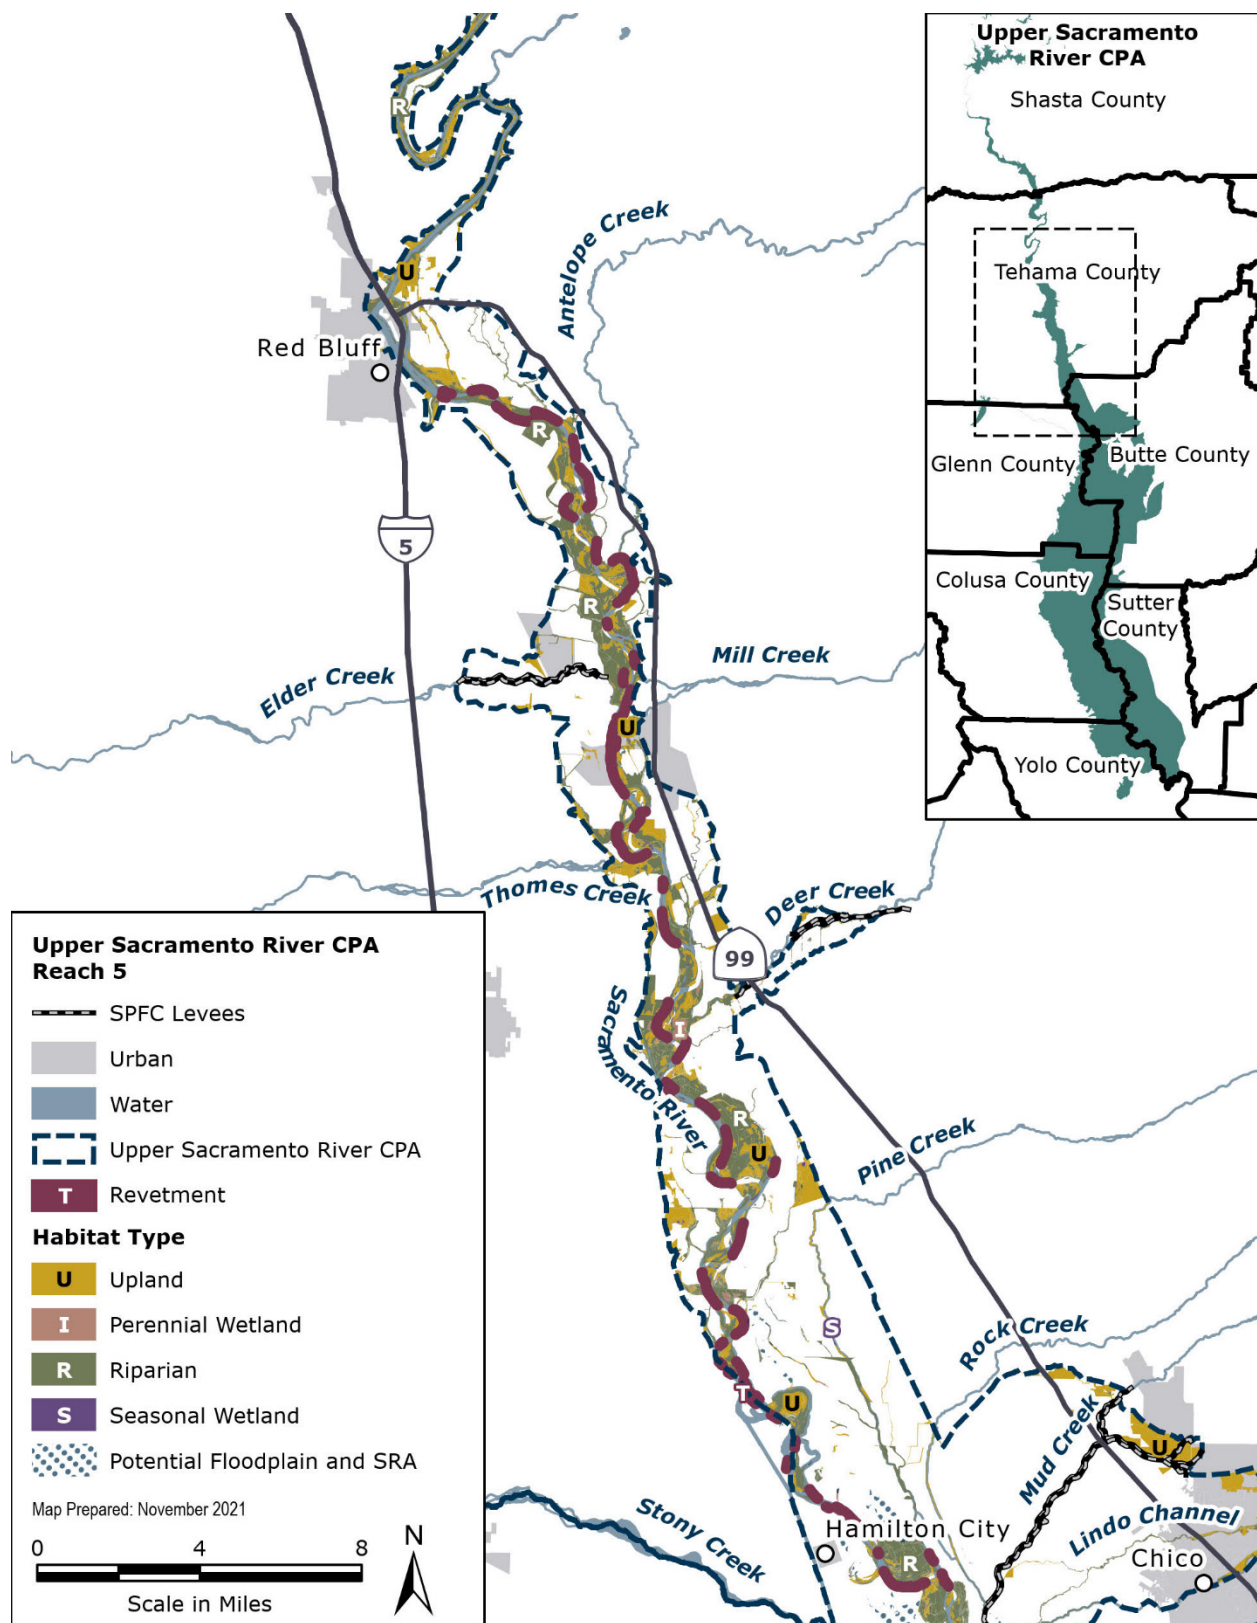 Upper Sacramento
River CPA
Shasta County
Tehama County
Glenn County
Butte County
Colusa County
Sutter
County
Yolo County
R
Antelope Creek
U
Red Bluff
R
5
R
Mill Creek
Elder Creek
U
Thomes Creek
Deer Creek
99
Sacramento River
I
R
U
Pine Creek
S
Rock Creek
T
U
Mud Creek
U
Stony Creek
Hamilton City
Lindo Channel
R
Chico
Upper Sacramento River CPA
Reach 5
SPFC Levees
Urban
Water
Upper Sacramento River CPA
T Revetment
Habitat Type
U Upland
I Perennial Wetland
R Riparian
S Seasonal Wetland
Potential Floodplain and SRA
Map Prepared: November 2021
0 4 8
N
Scale in Miles